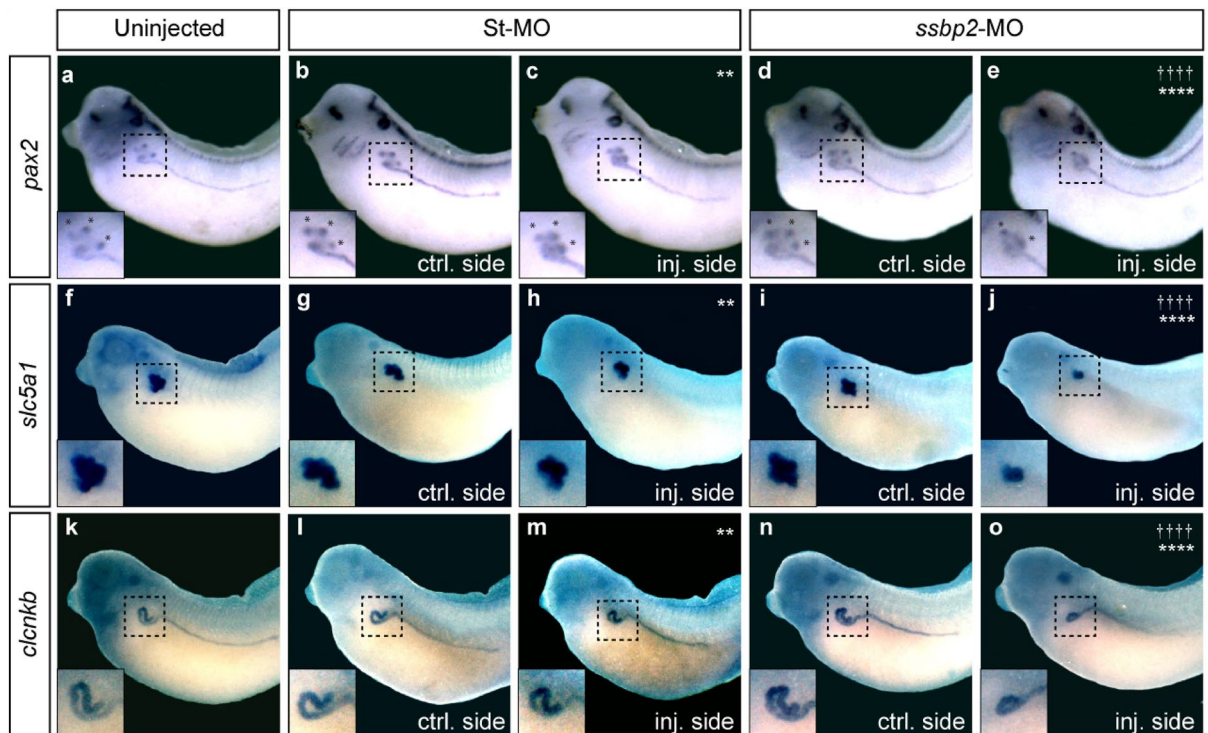 Uninjected St-MO ssbp2-MO
pax2
a b c ** d e ††††
****
* * * * * * * * * * * * * *
ctrl. side inj. side ctrl. side inj. side
slc5a1
f g h ** i j ††††
****
ctrl. side inj. side ctrl. side inj. side
clcnkb
k l m ** n o ††††
****
ctrl. side inj. side ctrl. side inj. side